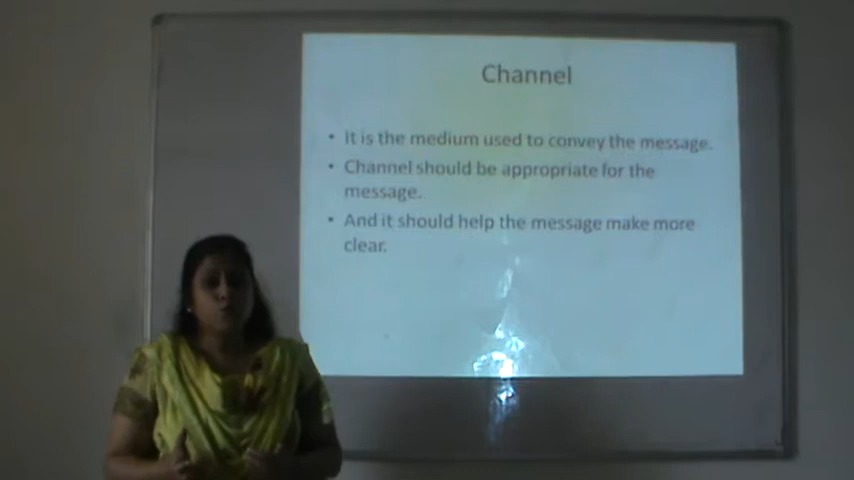 Channel
• It is the medium used to convey the message.
• Channel should be appropriate for the
message.
• And it should help the message make more
clear.